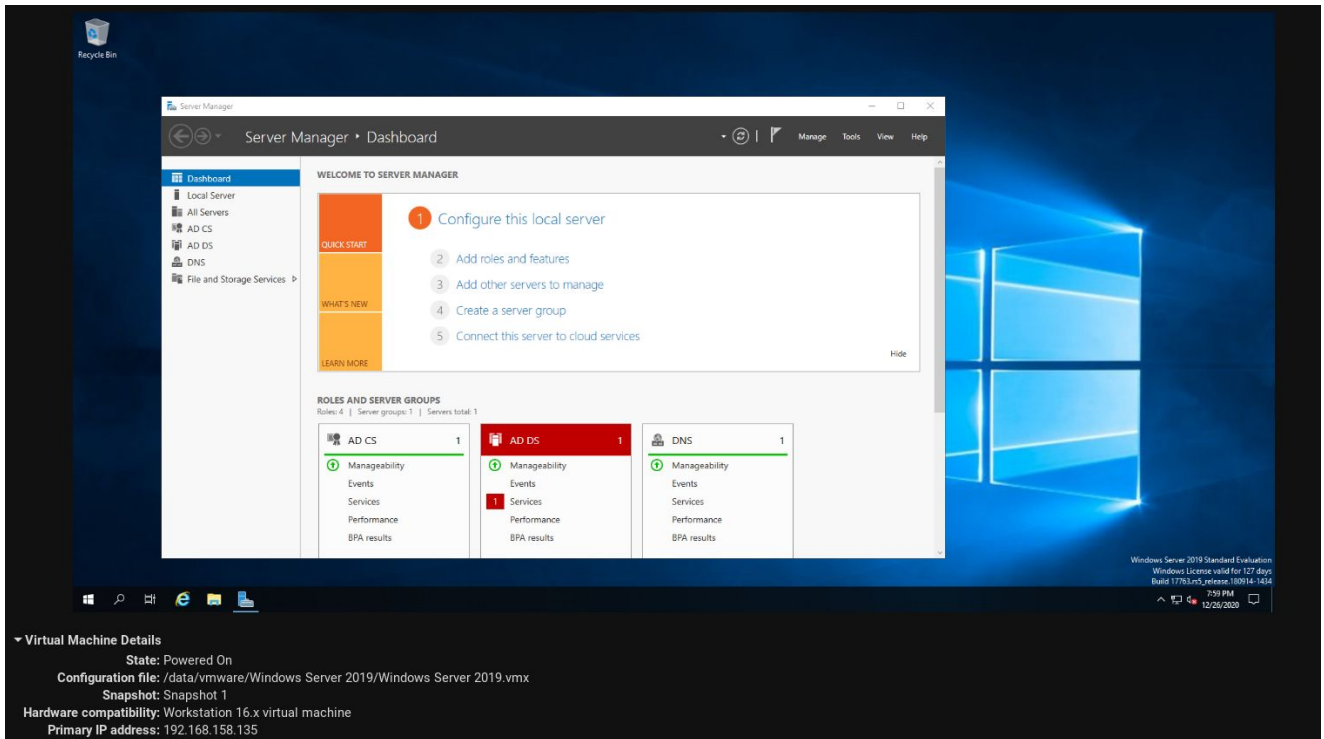 Recycle Bin
Server Manager
Server Manager • Dashboard
Manage Tools View Help
Dashboard
Local Server
All Servers
AD CS
AD DS
DNS
File and Storage Services
WELCOME TO SERVER MANAGER
QUICK START
WHAT'S NEW
LEARN MORE
1 Configure this local server
2 Add roles and features
3 Add other servers to manage
4 Create a server group
5 Connect this server to cloud services
Hide
ROLES AND SERVER GROUPS
Roles: 4 | Server groups: 1 | Servers total: 1
AD CS 1
Manageability
Events
Services
Performance
BPA results
AD DS 1
Manageability
Events
1 Services
Performance
BPA results
DNS 1
Manageability
Events
Services
Performance
BPA results
Windows Server 2019 Standard Evaluation
Windows License valid for 127 days
Build 17763.rs5_release.180914-1434
7:59 PM
12/26/2020
Virtual Machine Details
State: Powered On
Configuration file: /data/vmware/Windows Server 2019/Windows Server 2019.vmx
Snapshot: Snapshot 1
Hardware compatibility: Workstation 16.x virtual machine
Primary IP address: 192.168.158.135